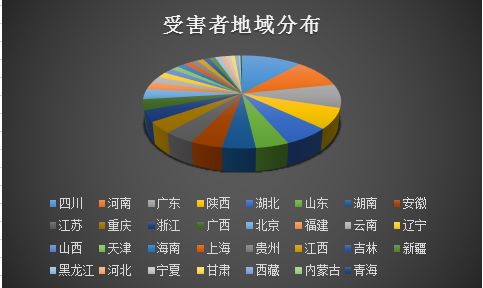 受害者地域分布
四川 河南 广东 陕西 湖北 山东 湖南 安徽
江苏 重庆 浙江 广西 北京 福建 云南 辽宁
山西 天津 海南 上海 贵州 江西 吉林 新疆
黑龙江 河北 宁夏 甘肃 西藏 内蒙古 青海